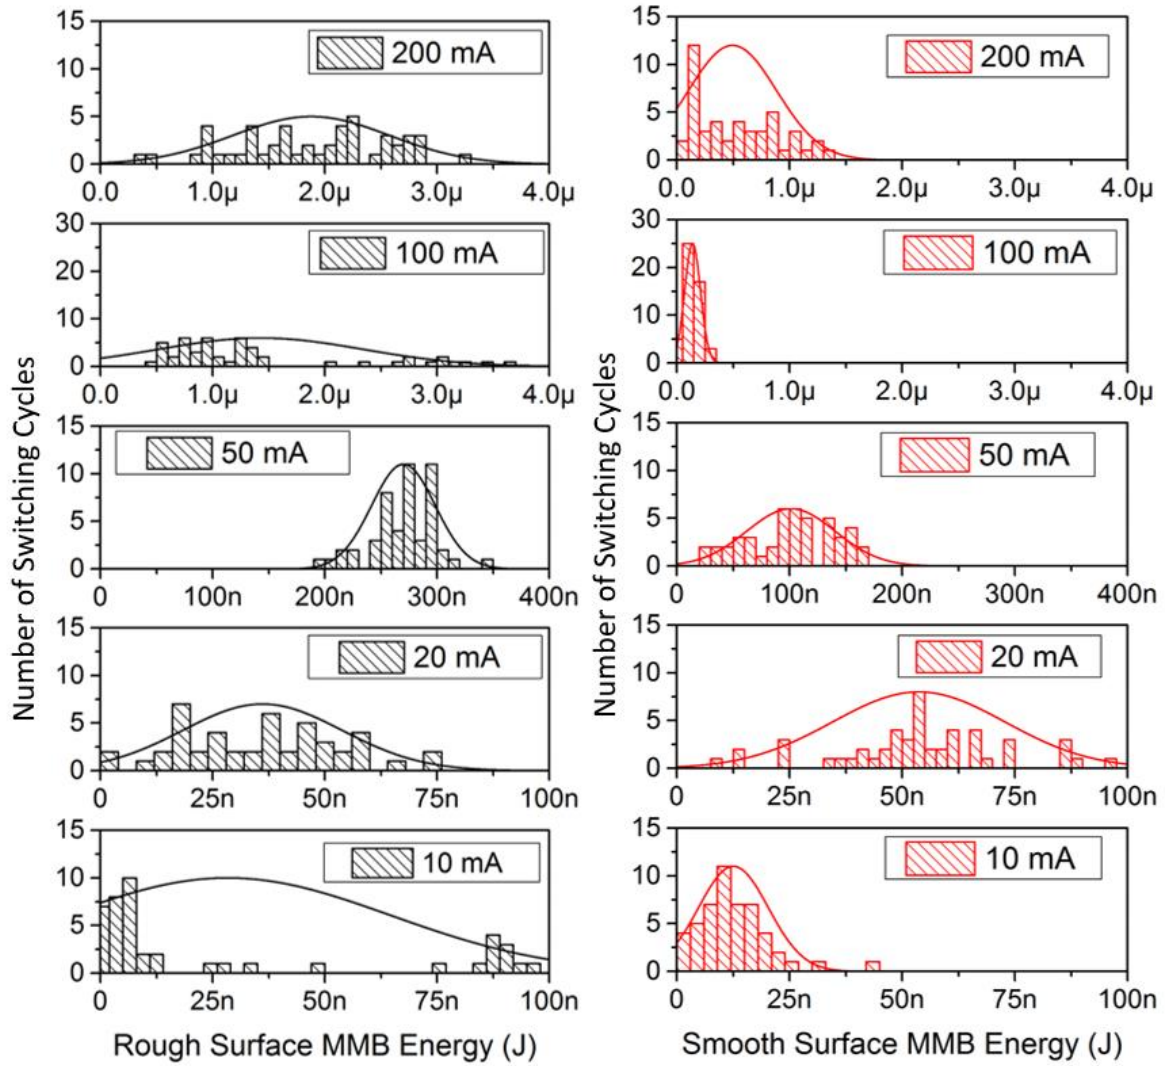 Number of Switching Cycles
15
10
5
0
200 mA
0.0 1.0µ 2.0µ 3.0µ 4.0µ
30
20
10
0
100 mA
0.0 1.0µ 2.0µ 3.0µ 4.0µ
15
10
5
0
50 mA
0 100n 200n 300n 400n
15
10
5
0
20 mA
0 25n 50n 75n 100n
15
10
5
0
10 mA
0 25n 50n 75n 100n
Rough Surface MMB Energy (J)
Number of Switching Cycles
15
10
5
0
200 mA
0.0 1.0µ 2.0µ 3.0µ 4.0µ
30
20
10
0
100 mA
0.0 1.0µ 2.0µ 3.0µ 4.0µ
15
10
5
0
50 mA
0 100n 200n 300n 400n
15
10
5
0
20 mA
0 25n 50n 75n 100n
15
10
5
0
10 mA
0 25n 50n 75n 100n
Smooth Surface MMB Energy (J)